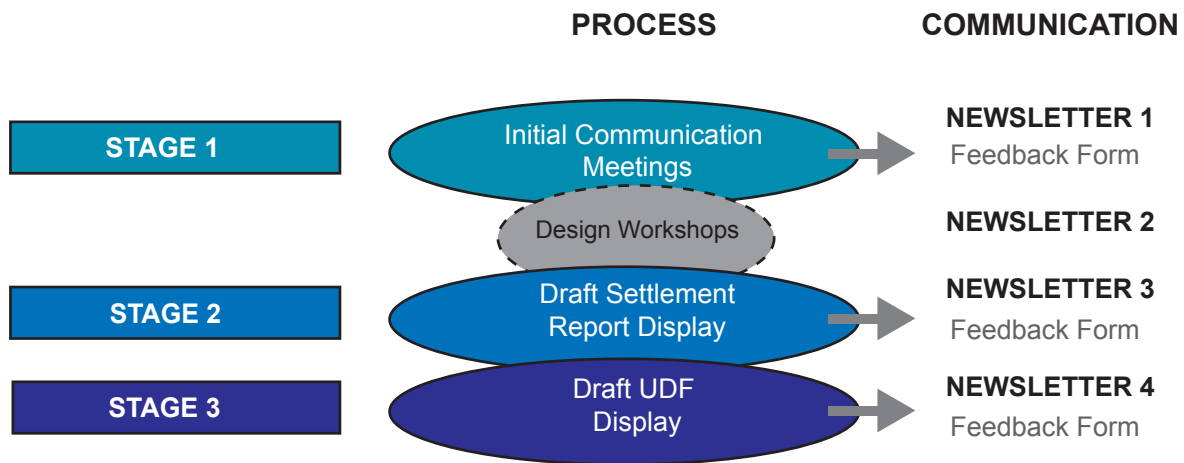 PROCESS
COMMUNICATION
STAGE 1
Initial Communication
Meetings
NEWSLETTER 1
Feedback Form
Design Workshops
NEWSLETTER 2
STAGE 2
Draft Settlement
Report Display
NEWSLETTER 3
Feedback Form
STAGE 3
Draft UDF
Display
NEWSLETTER 4
Feedback Form